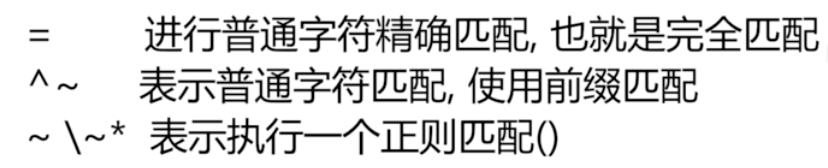 = 进行普通字符精确匹配, 也就是完全匹配
^~ 表示普通字符匹配, 使用前缀匹配
~ \~* 表示执行一个正则匹配()